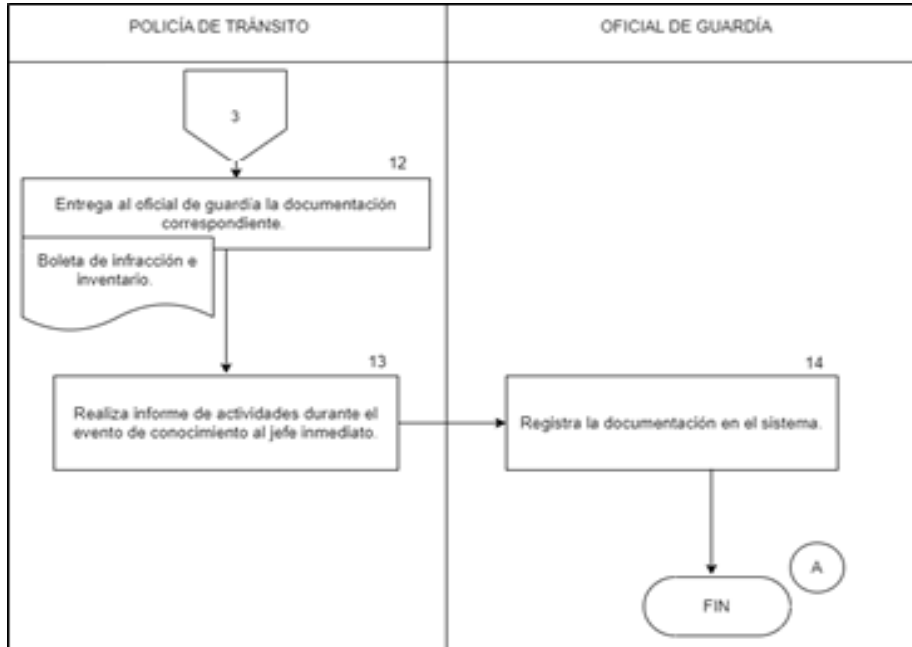 POLICÍA DE TRÁNSITO
OFICIAL DE GUARDÍA
3
12
Entrega al oficial de guardía la documentación
correspondiente.
Boleta de infracción e
inventario.
13
Realiza informe de actividades durante el
evento de conocimiento al jefe inmediato.
14
Registra la documentación en el sistema.
A
FIN